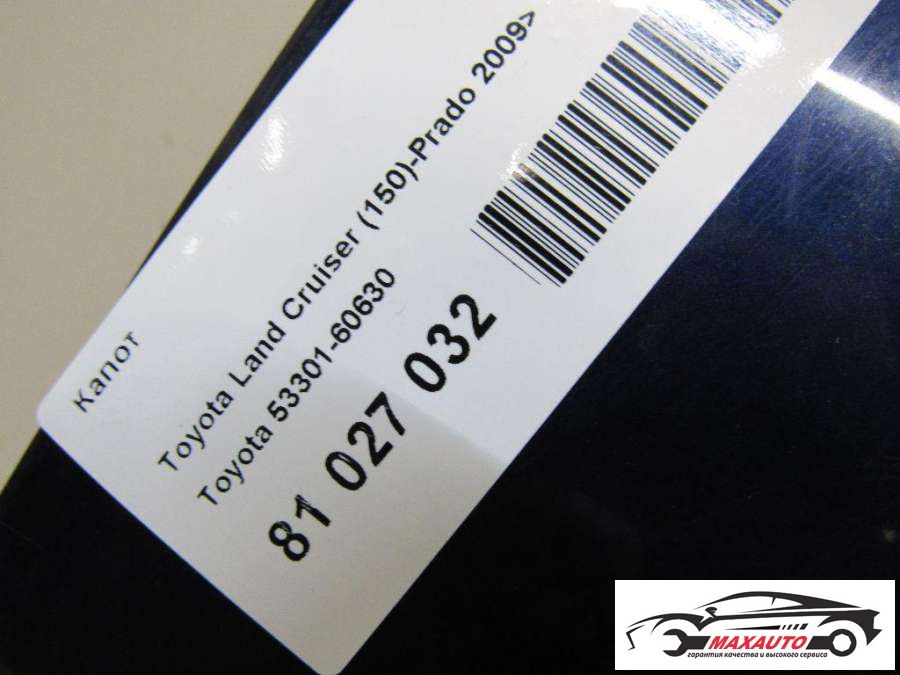 Капот
Toyota Land Cruiser (150)-Prado 2009>
Toyota 53301-60630
81 027 032
MAXAUTO
гарантия качества и высокого сервиса